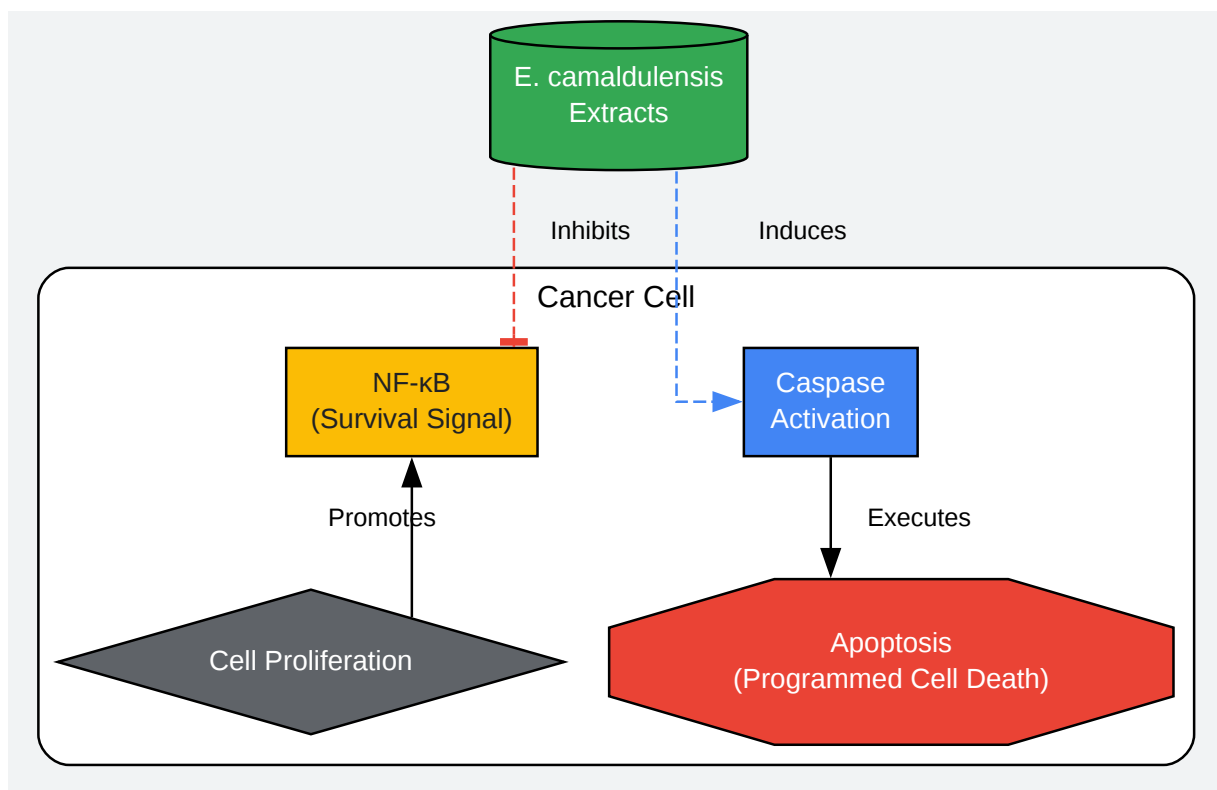 E. camaldulensis
Extracts
Inhibits
Induces
Cancer Cell
NF-κB
(Survival Signal)
Caspase
Activation
Promotes
Executes
Cell Proliferation
Apoptosis
(Programmed Cell Death)